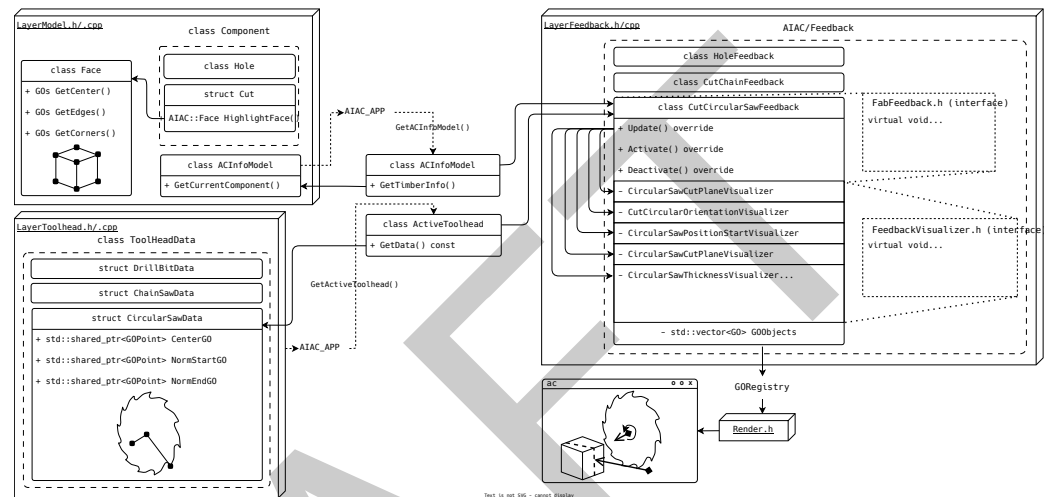 LayerModel.h/.cpp
class Component
class Hole
class Face
+ GOs GetCenter()
+ GOs GetEdges()
+ GOs GetCorners()
struct Cut
AIAC::Face HighlightFace(
class ACInfoModel
+ GetCurrentComponent()
AIAC_APP
GetACInfoModel()
class ACInfoModel
+ GetTimberInfo()
class ActiveToolhead
+ GetData() const
GetActiveToolhead()
AIAC_APP
LayerToolhead.h/.cpp
class ToolHeadData
struct DrillBitData
struct ChainSawData
struct CircularSawData
+ std::shared_ptr<GOPoint> CenterGO
+ std::shared_ptr<GOPoint> NormStartGO
+ std::shared_ptr<GOPoint> NormEndGO
LayerFeedback.h/cpp
AIAC/Feedback
class HoleFeedback
class CutChainFeedback
class CutCircularSawFeedback
+ Update() override
+ Activate() override
+ Deactivate() override
- CircularSawCutPlaneVisualizer
- CutCircularOrientationVisualizer
- CircularSawPositionStartVisualizer
- CircularSawCutPlaneVisualizer
- CircularSawThicknessVisualizer...
- std::vector<GO> GOObjects
FabFeedback.h (interface)
virtual void...
FeedbackVisualizer.h (interface
virtual void...
GORegistry
Render.h
ac
o o x
Text is not SVG - cannot display
AFT